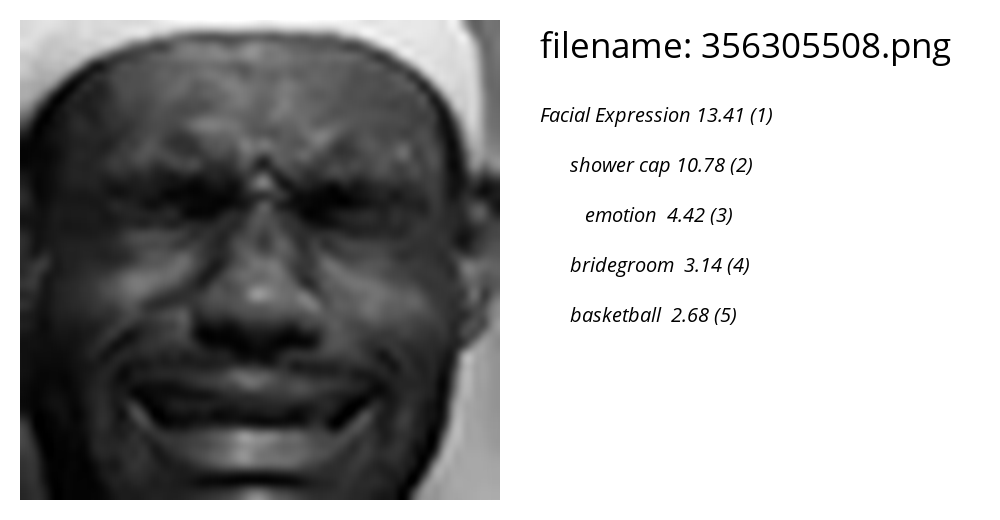 filename: 356305508.png
Facial Expression 13.41 (1)
shower cap 10.78 (2)
emotion 4.42 (3)
bridegroom 3.14 (4)
basketball 2.68 (5)